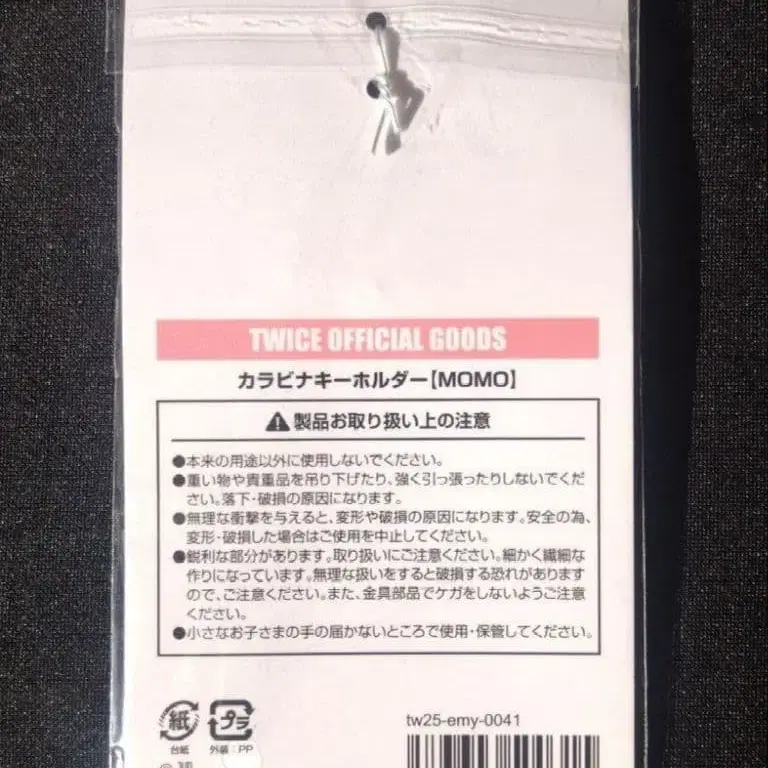 TWICE OFFICIAL GOODS
カラビナキーホルダー【MOMO】
製品お取り扱い上の注意
●本来の用途以外に使用しないでください。
●重い物や貴重品を吊り下げたり、強く引っ張ったりしないでくだ
さい。落下・破損の原因になります。
●無理な衝撃を与えると、変形や破損の原因になります。安全の為、
変形・破損した場合はご使用を中止してください。
●鋭利な部分があります。取り扱いにご注意ください。細かく繊細な
作りになっています。無理な扱いをすると破損する恐れがあります
ので、ご注意ください。また、金具部品でケガをしないようご注意
ください。
●小さなお子さまの手の届かないところで使用・保管してください。
紙 プラ tw25-emy-0041
台紙 外装:PP